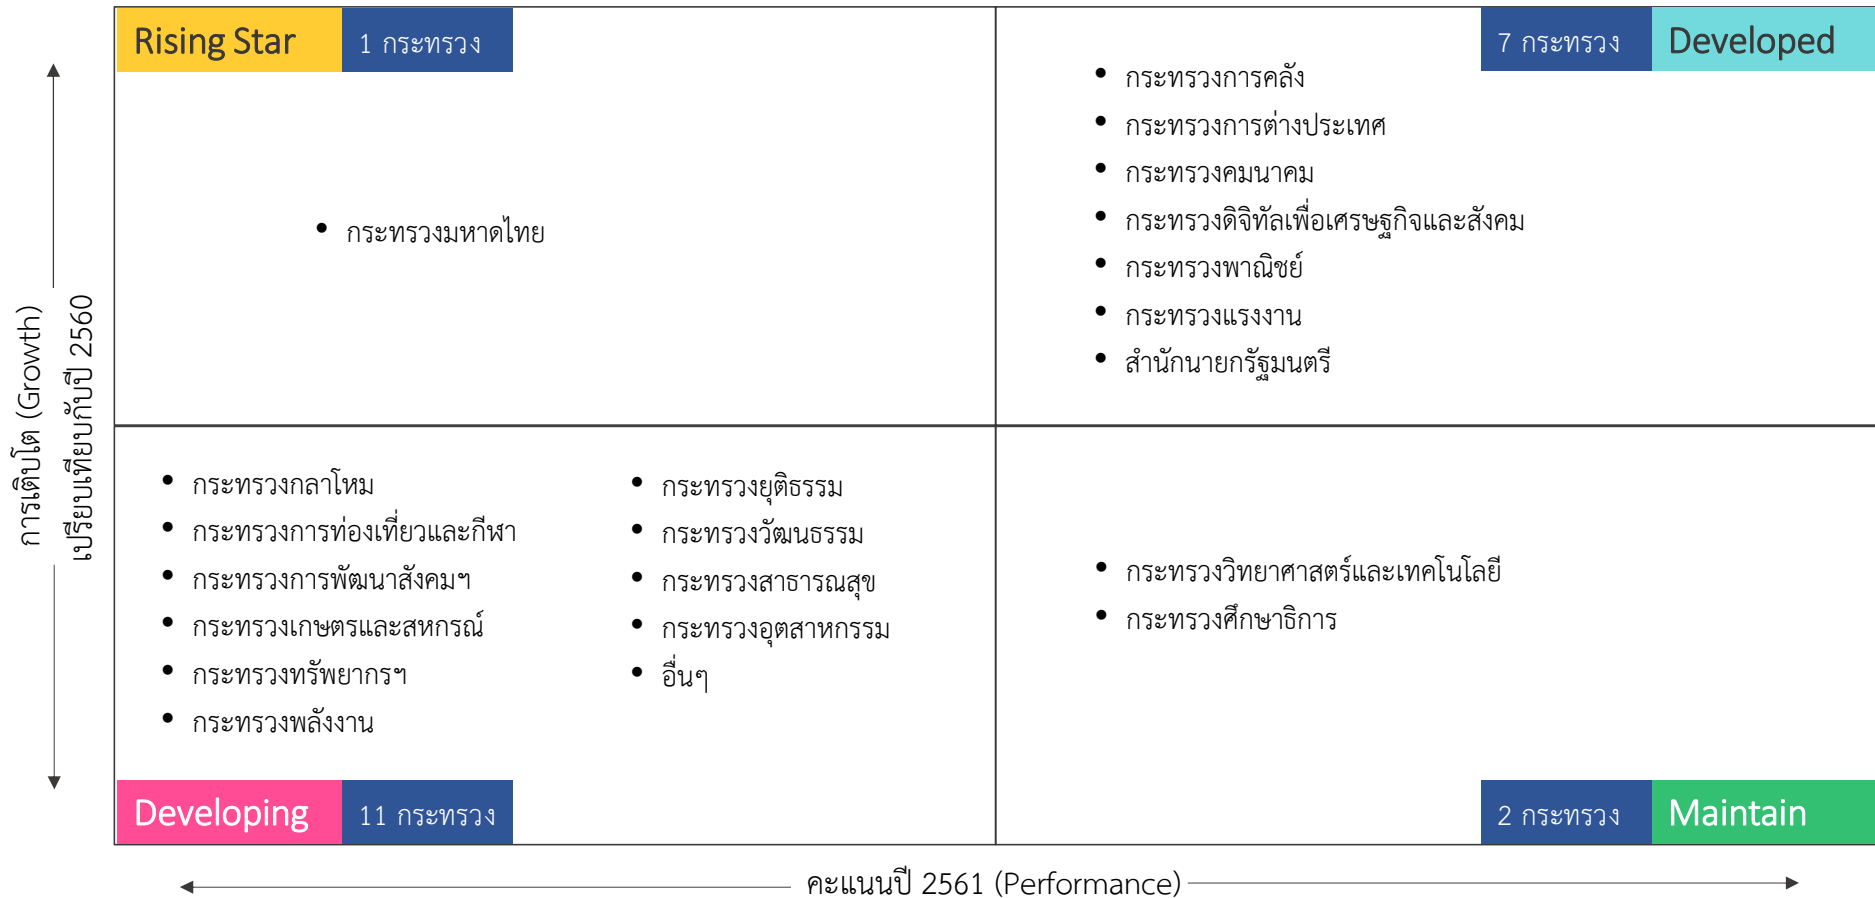 Rising Star
1 กระทรวง
7 กระทรวง
Developed
• กระทรวงมหาดไทย
• กระทรวงการคลัง
• กระทรวงการต่างประเทศ
• กระทรวงคมนาคม
• กระทรวงดิจิทัลเพื่อเศรษฐกิจและสังคม
• กระทรวงพาณิชย์
• กระทรวงแรงงาน
• สำนักนายกรัฐมนตรี
การเติบโต (Growth)
เปรียบเทียบกับปี 2560
• กระทรวงกลาโหม
• กระทรวงการท่องเที่ยวและกีฬา
• กระทรวงการพัฒนาสังคมฯ
• กระทรวงเกษตรและสหกรณ์
• กระทรวงทรัพยากรฯ
• กระทรวงพลังงาน
• กระทรวงยุติธรรม
• กระทรวงวัฒนธรรม
• กระทรวงสาธารณสุข
• กระทรวงอุตสาหกรรม
• อื่นๆ
• กระทรวงวิทยาศาสตร์และเทคโนโลยี
• กระทรวงศึกษาธิการ
Developing
11 กระทรวง
2 กระทรวง
Maintain
คะแนนปี 2561 (Performance)